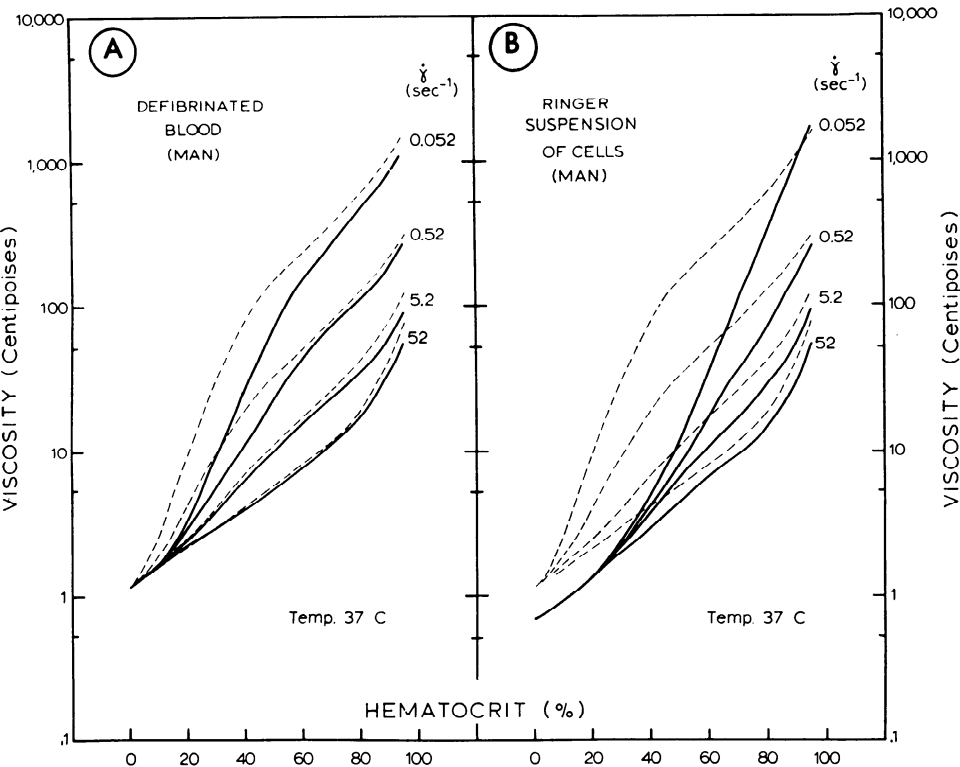 10,000
1,000
100
10
1
.1
VISCOSITY (Centipoises)
A
DEFIBRINATED
BLOOD
(MAN)
γ̇
(sec⁻¹)
0.052
0.52
5.2
52
Temp. 37 C
B
RINGER
SUSPENSION
OF CELLS
(MAN)
γ̇
(sec⁻¹)
0.052
0.52
5.2
52
Temp. 37 C
10,000
1,000
100
10
1
.1
VISCOSITY (Centipoises)
HEMATOCRIT (%)
0 20 40 60 80 100
0 20 40 60 80 100